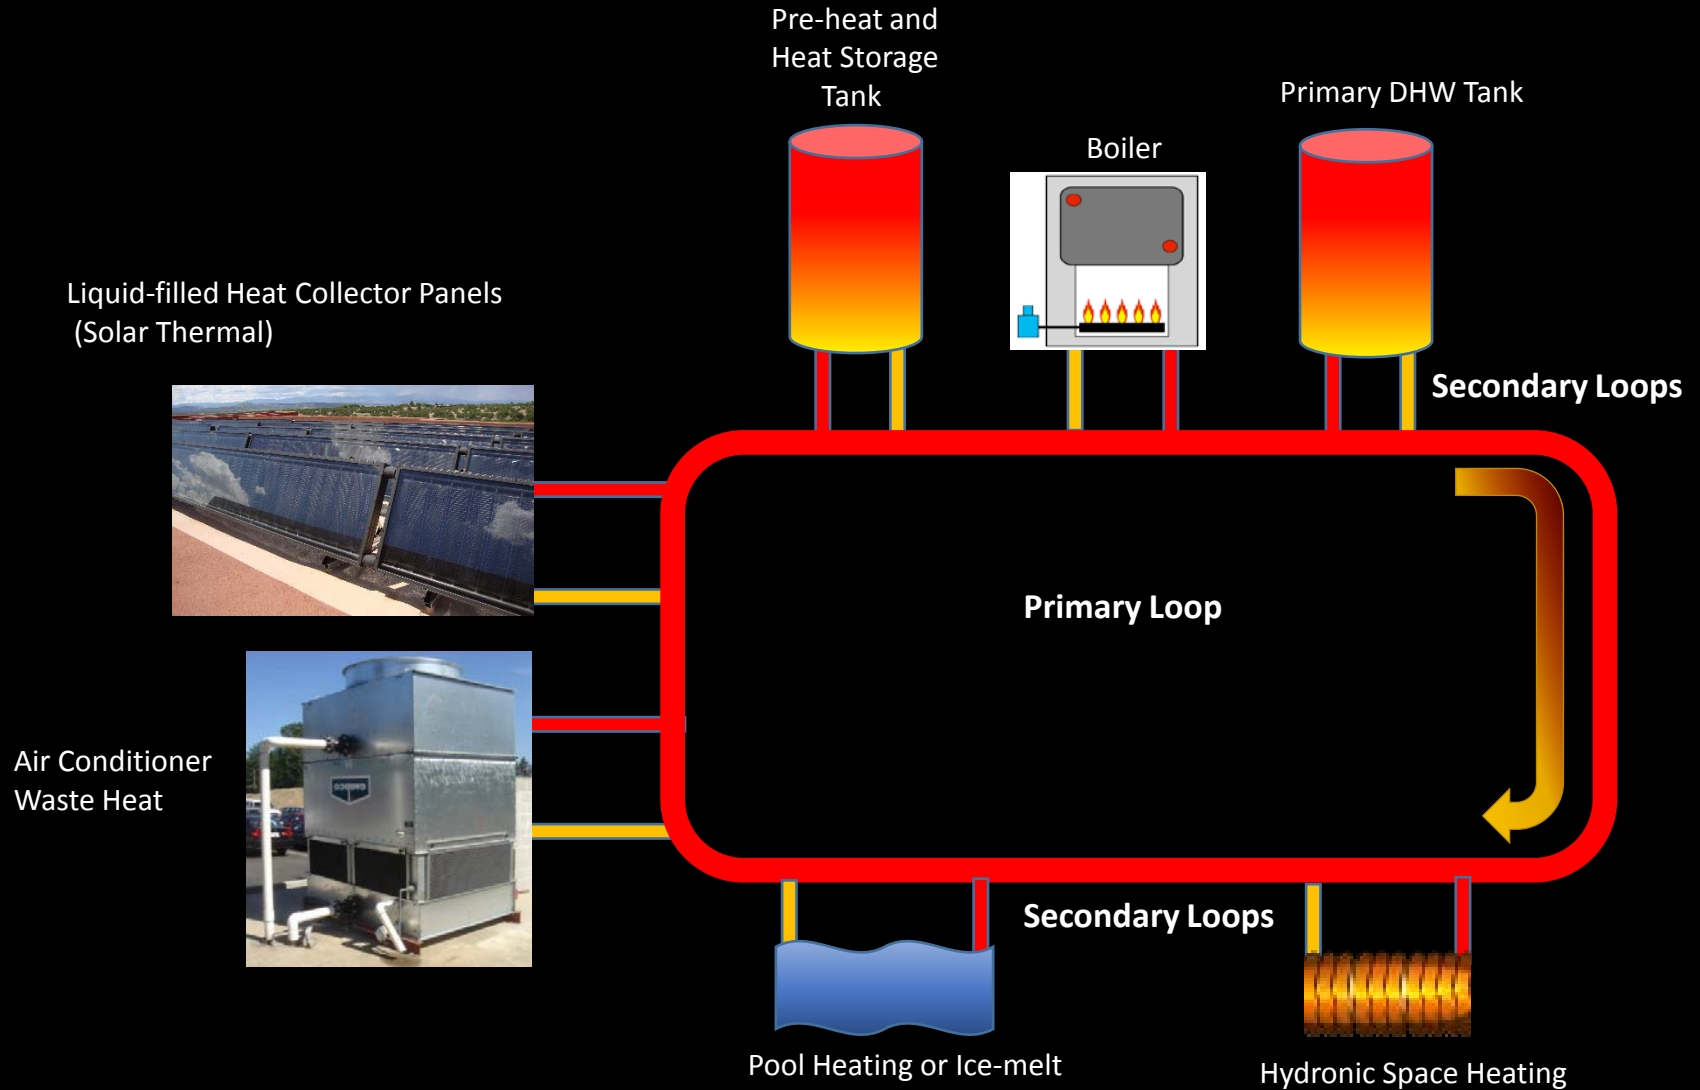 Pre-heat and
Heat Storage
Tank
Primary DHW Tank
Boiler
Liquid-filled Heat Collector Panels
(Solar Thermal)
Secondary Loops
Primary Loop
Air Conditioner
Waste Heat
Secondary Loops
Pool Heating or Ice-melt
Hydronic Space Heating